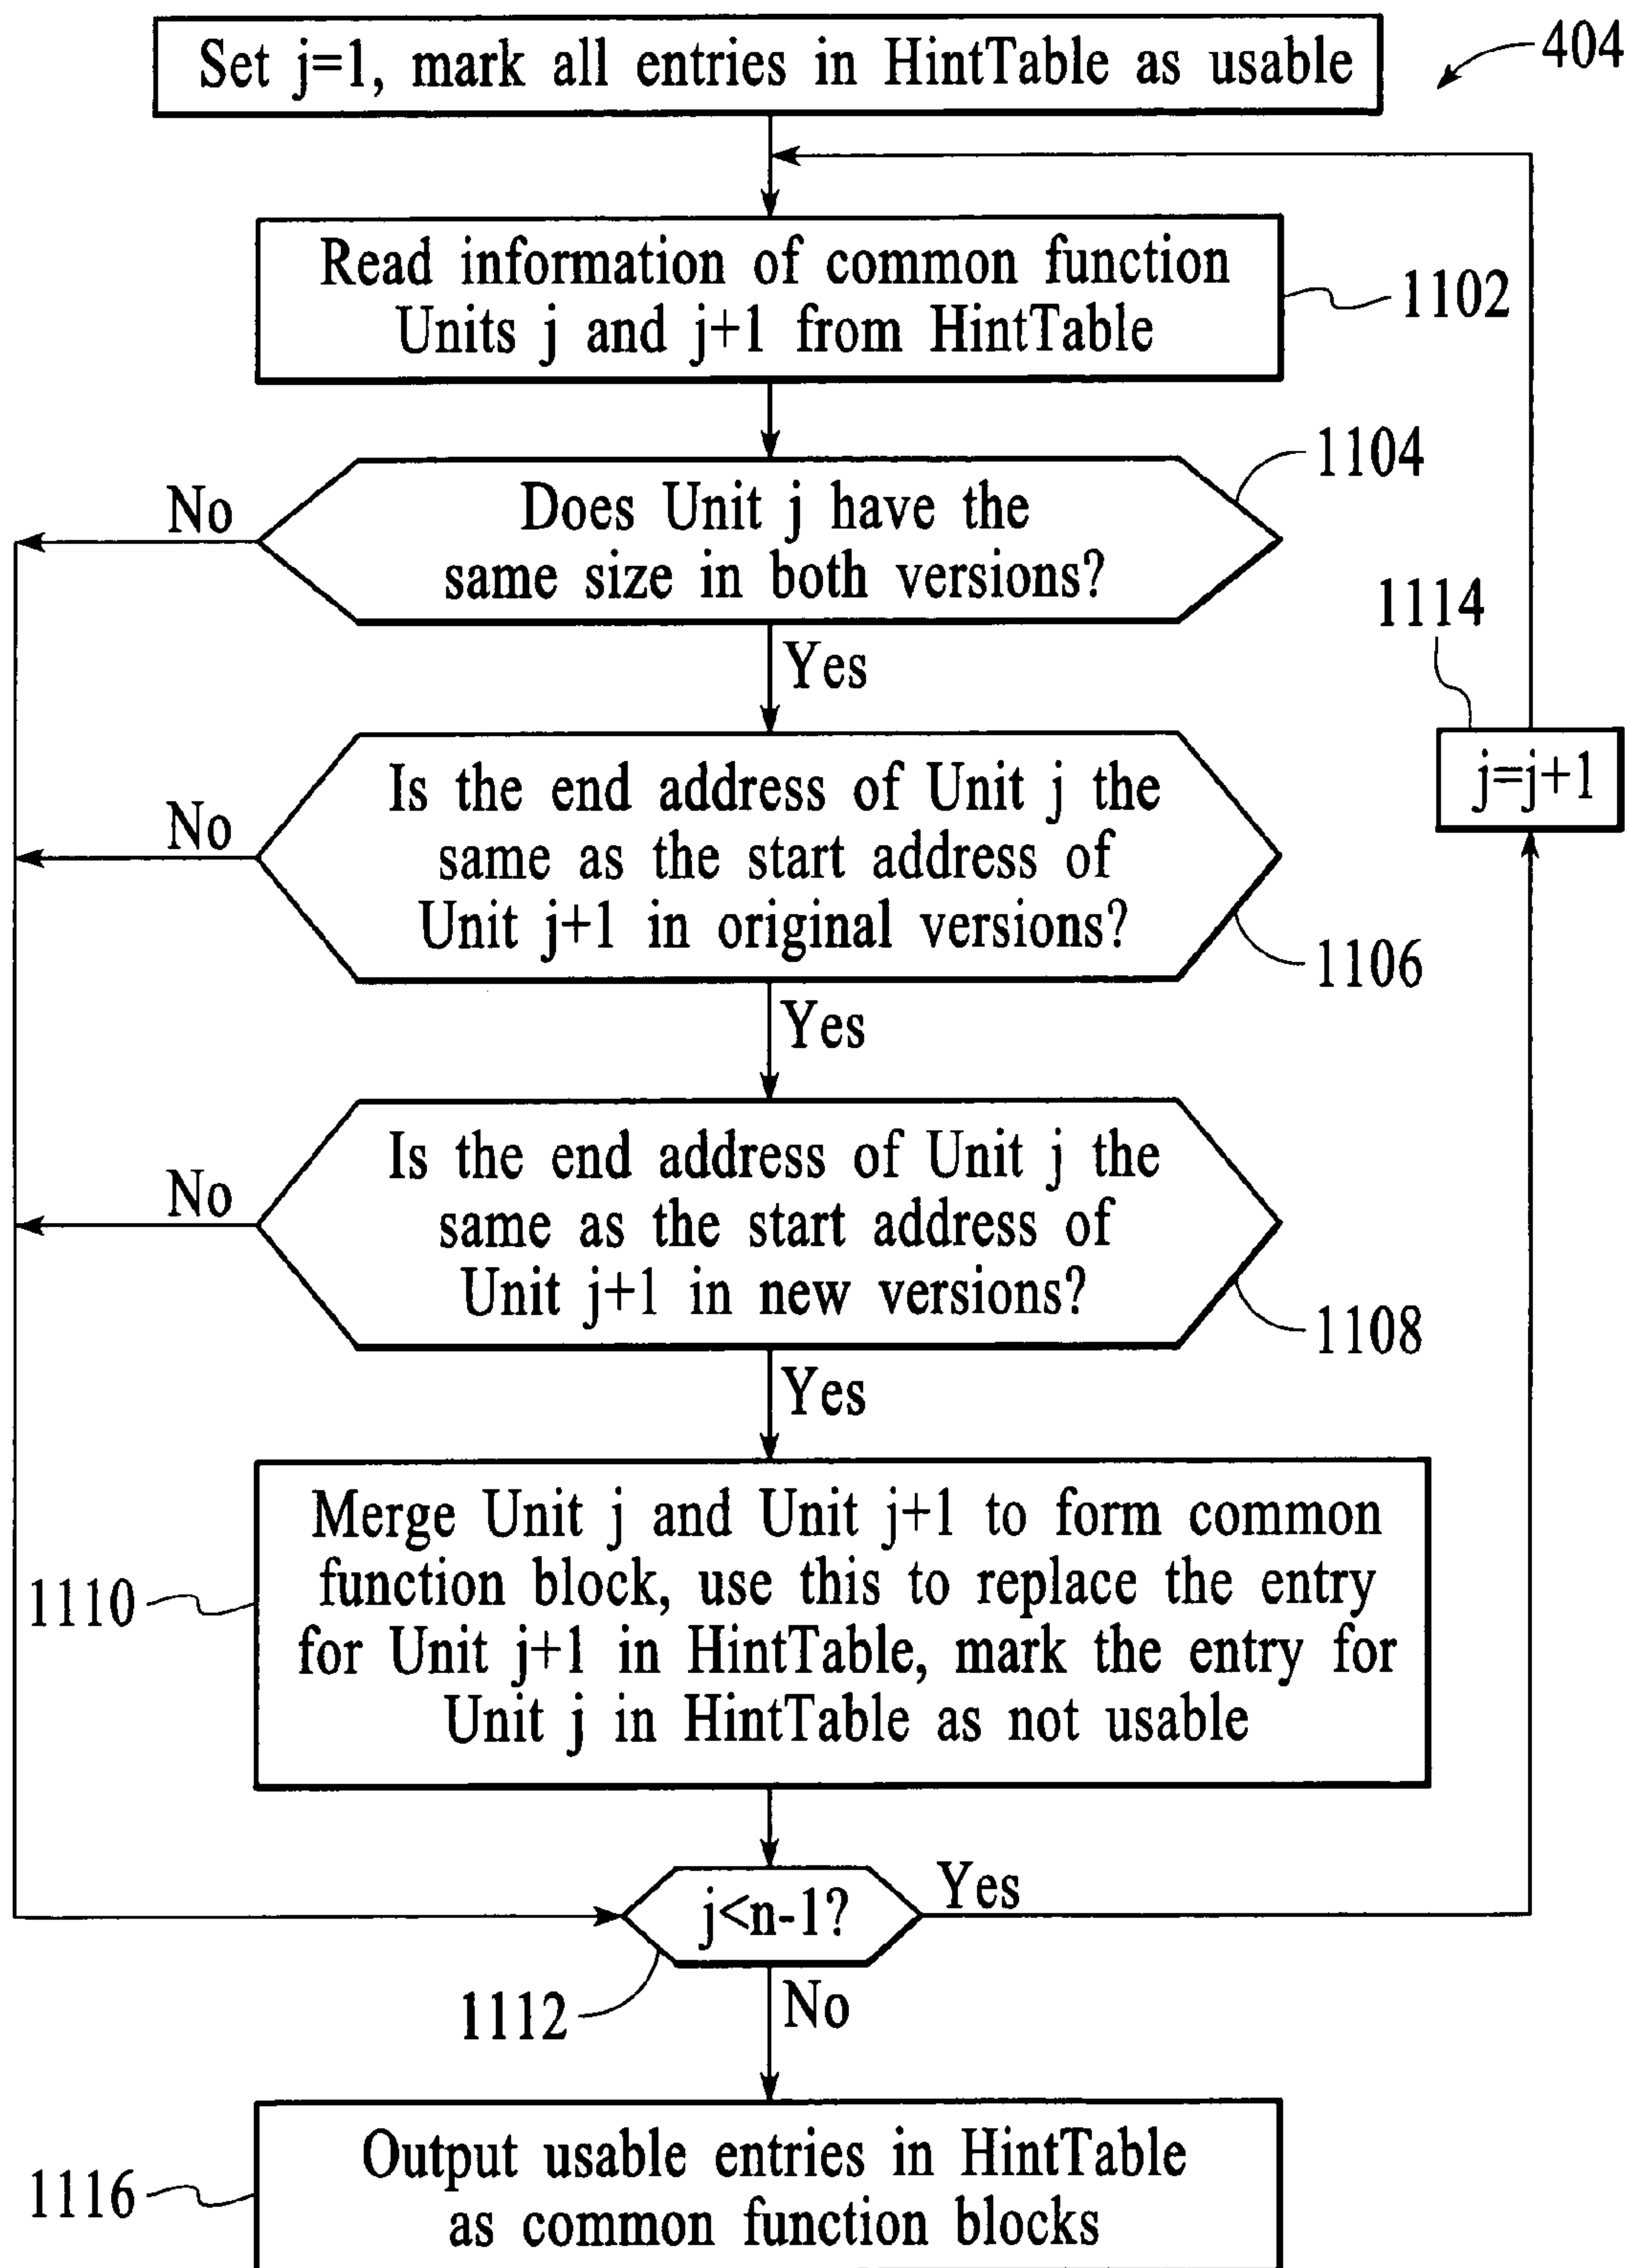 Set j=1, mark all entries in HintTable as usable
404
Read information of common function
Units j and j+1 from HintTable
1102
Does Unit j have the
same size in both versions?
1104
No
Yes
1114
j=j+1
Is the end address of Unit j the
same as the start address of
Unit j+1 in original versions?
No
1106
Yes
Is the end address of Unit j the
same as the start address of
Unit j+1 in new versions?
No
1108
Yes
Merge Unit j and Unit j+1 to form common
function block, use this to replace the entry
for Unit j+1 in HintTable, mark the entry for
Unit j in HintTable as not usable
1110
j<n-1?
Yes
1112
No
Output usable entries in HintTable
as common function blocks
1116